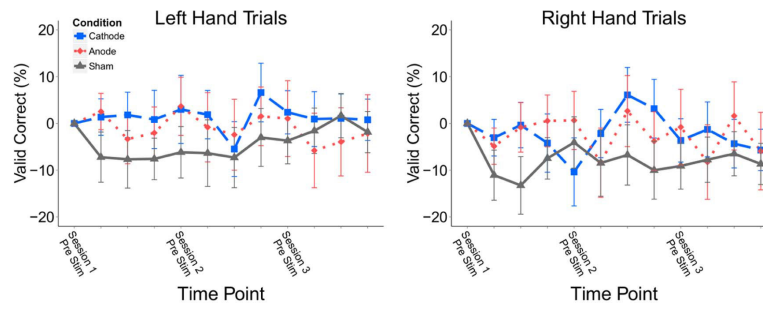 Left Hand Trials
Condition
Cathode
Anode
Sham
Valid Correct (%)
20
10
0
−10
−20
Session 1
Pre Stim
Session 2
Pre Stim
Session 3
Pre Stim
Time Point
Right Hand Trials
Valid Correct (%)
20
10
0
−10
−20
Session 1
Pre Stim
Session 2
Pre Stim
Session 3
Pre Stim
Time Point